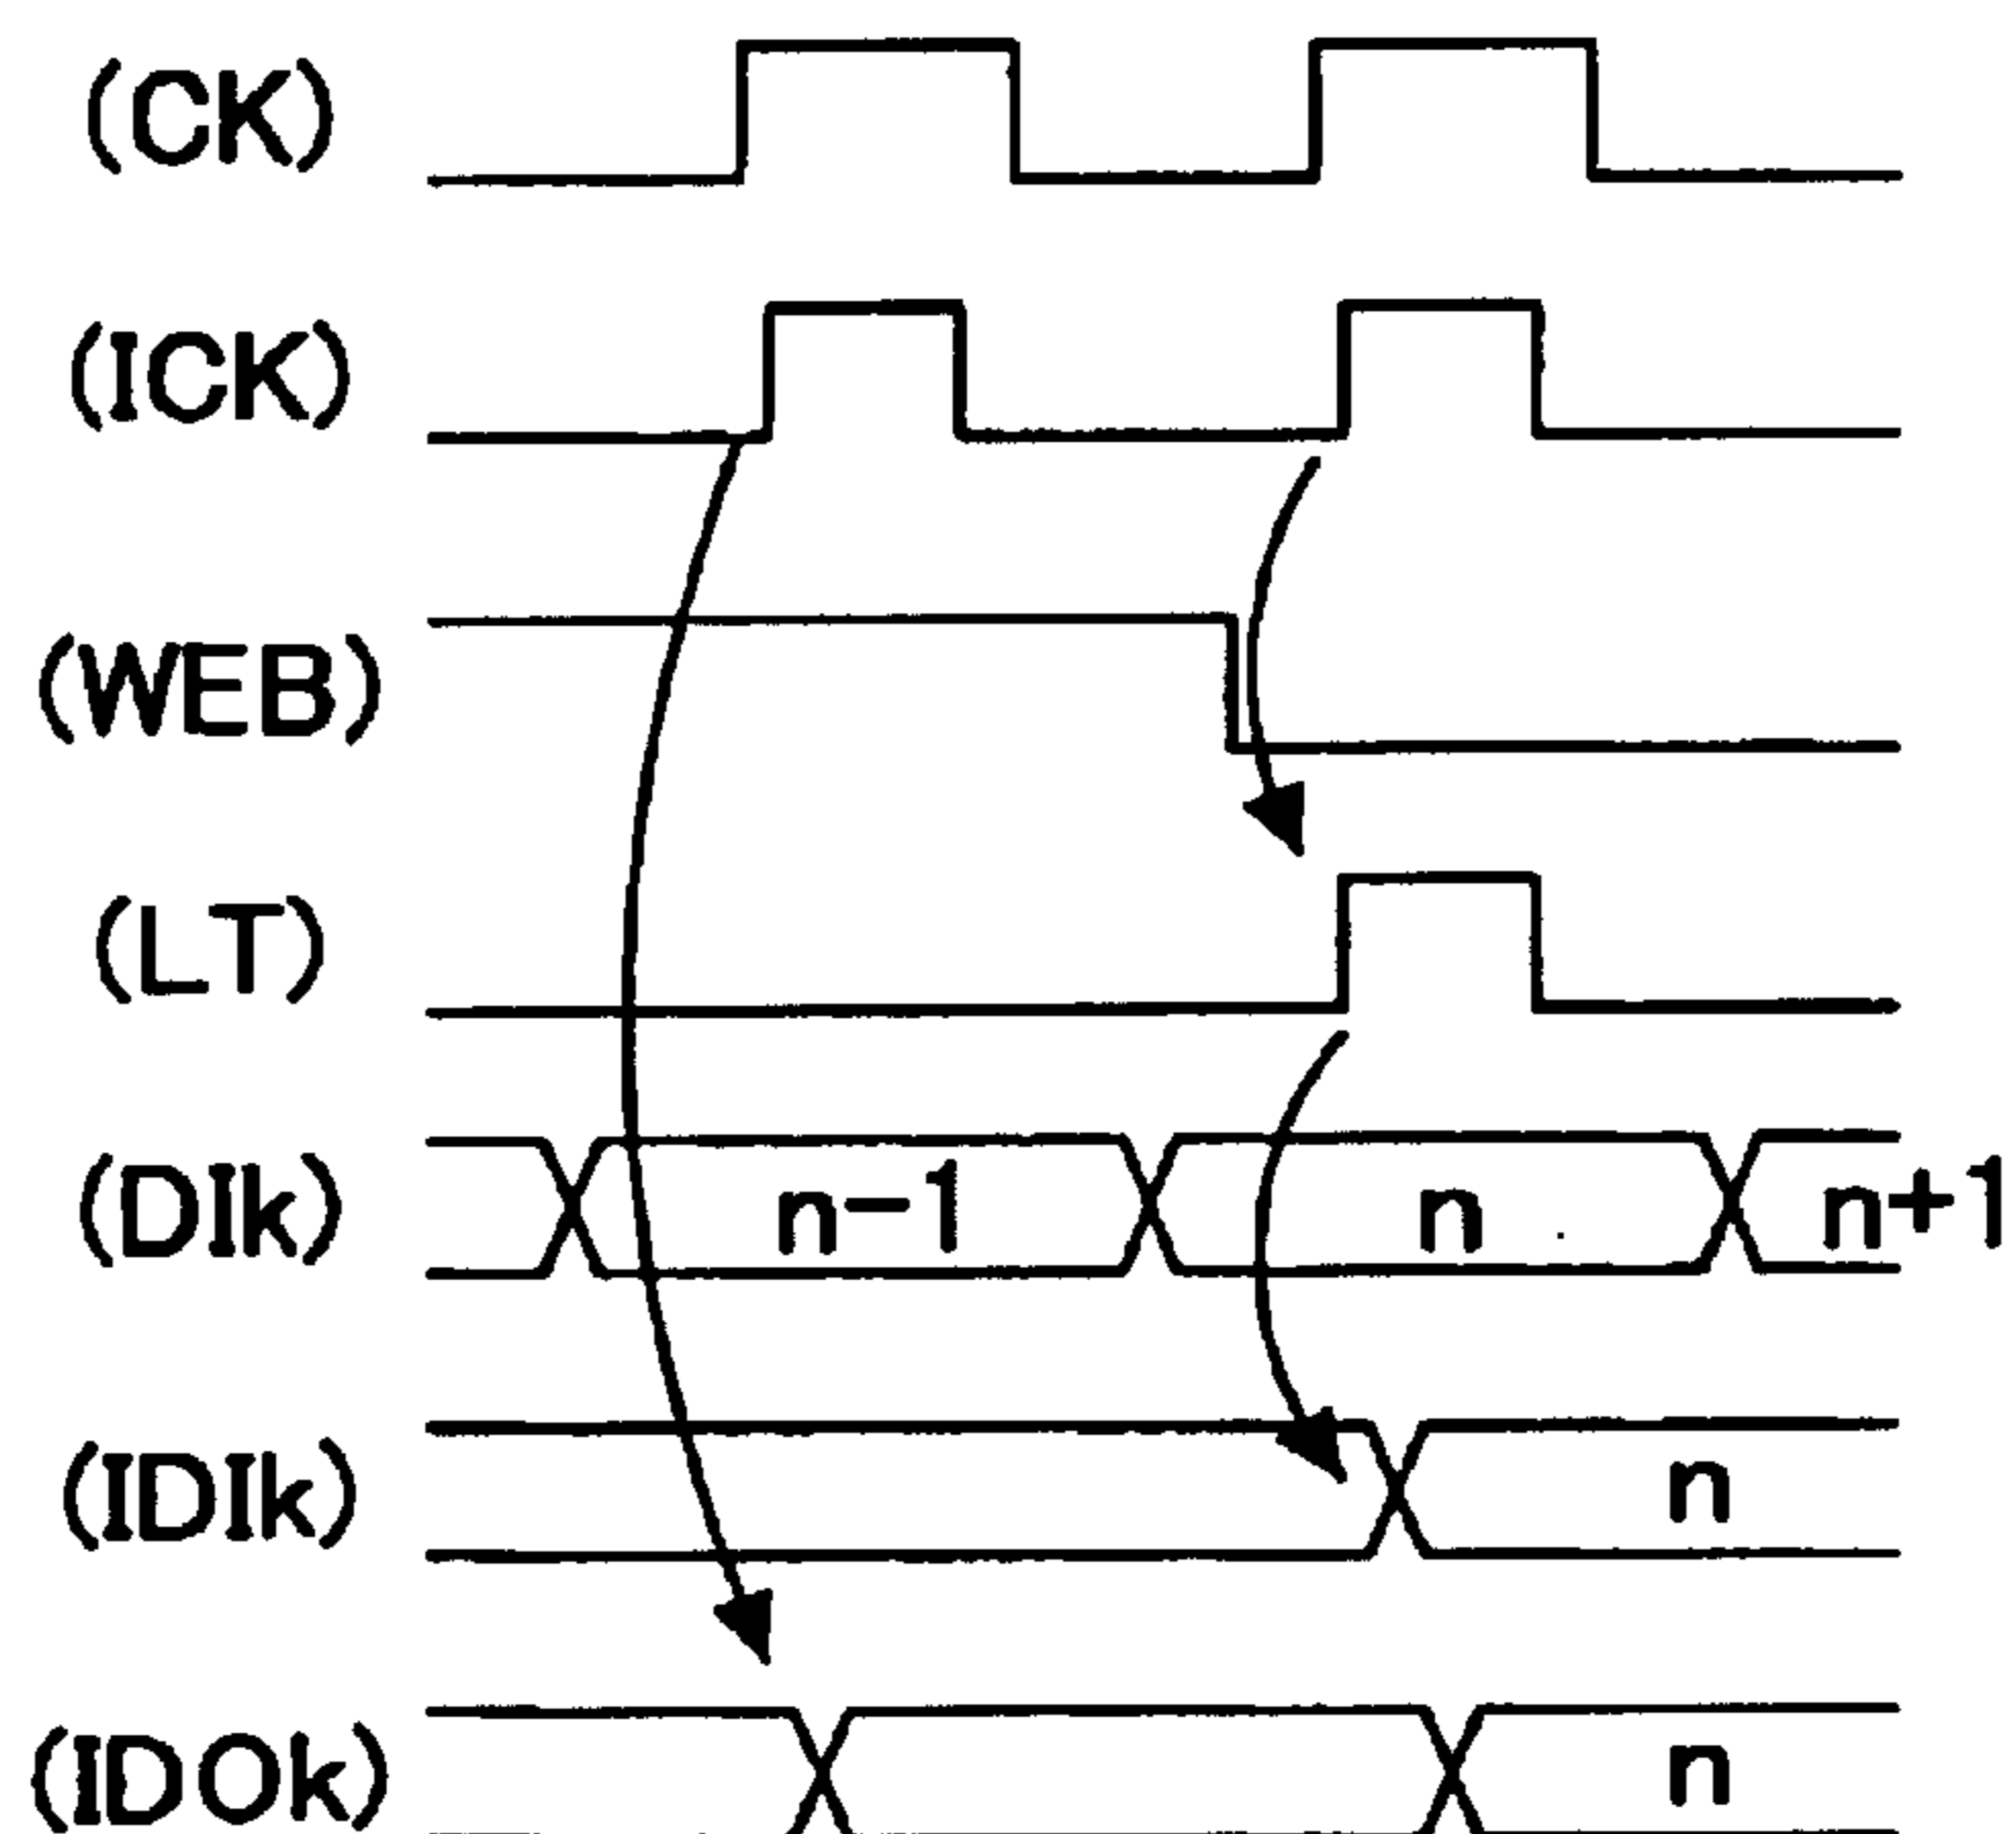 (CK)
(ICK)
(WEB)
(LT)
(DIk) n-1 n n+1
(IDIk) n
(IDOk) n